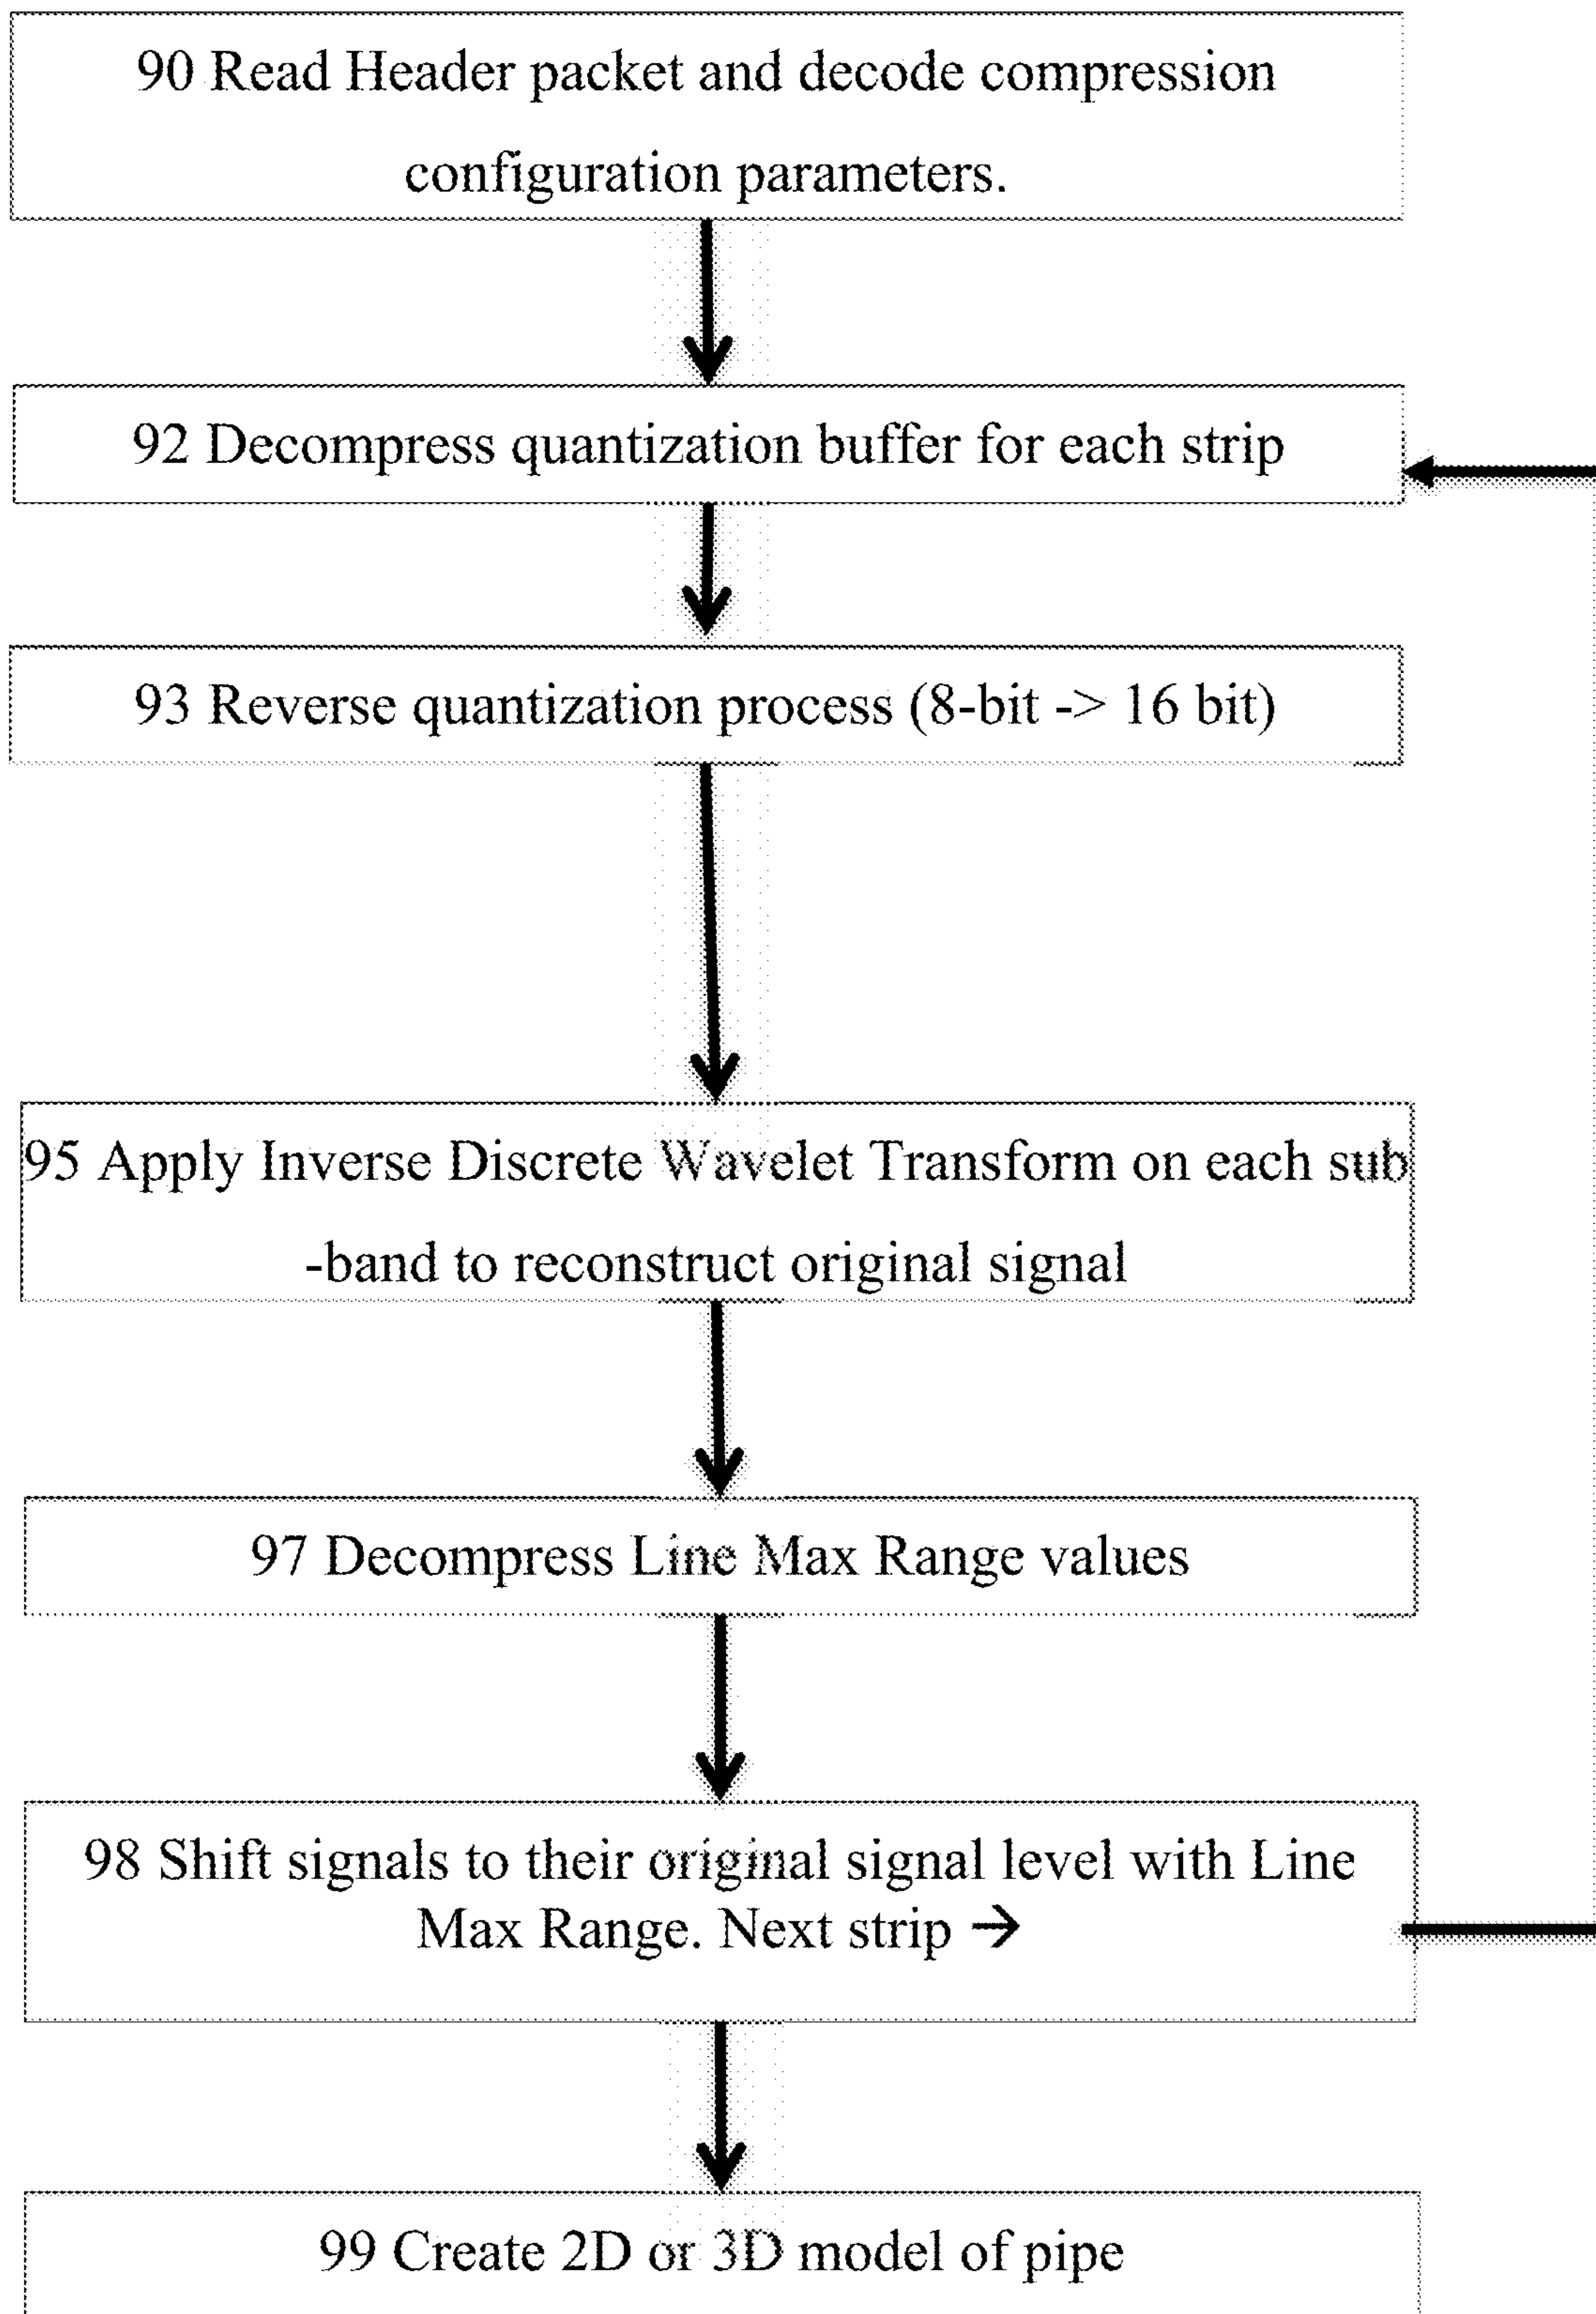 90 Read Header packet and decode compression
configuration parameters.
92 Decompress quantization buffer for each strip
93 Reverse quantization process (8-bit -> 16 bit)
95 Apply Inverse Discrete Wavelet Transform on each sub
-band to reconstruct original signal
97 Decompress Line Max Range values
98 Shift signals to their original signal level with Line
Max Range. Next strip →
99 Create 2D or 3D model of pipe